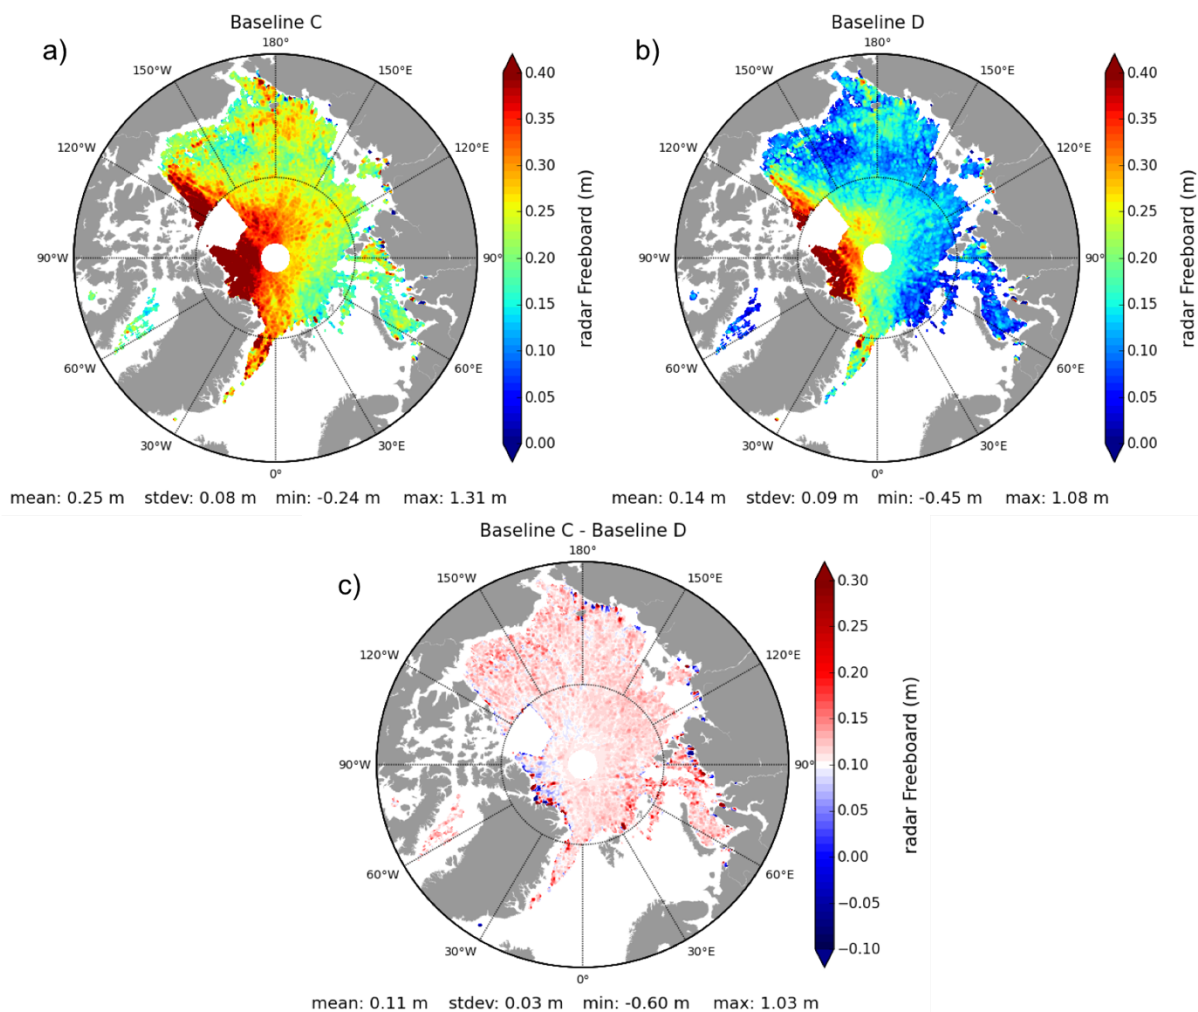 Baseline C
a)
180°
150°W
150°E
120°W
120°E
90°W
90°
60°W
60°E
30°W
30°E
0°
0.40
0.35
0.30
0.25
0.20
0.15
0.10
0.05
0.00
radar Freeboard (m)
mean: 0.25 m stdev: 0.08 m min: -0.24 m max: 1.31 m
Baseline D
b)
180°
150°W
150°E
120°W
120°E
90°W
90°
60°W
60°E
30°W
30°E
0°
0.40
0.35
0.30
0.25
0.20
0.15
0.10
0.05
0.00
radar Freeboard (m)
mean: 0.14 m stdev: 0.09 m min: -0.45 m max: 1.08 m
Baseline C - Baseline D
c)
180°
150°W
150°E
120°W
120°E
90°W
90°
60°W
60°E
30°W
30°E
0°
0.30
0.25
0.20
0.15
0.10
0.05
0.00
−0.05
−0.10
radar Freeboard (m)
mean: 0.11 m stdev: 0.03 m min: -0.60 m max: 1.03 m